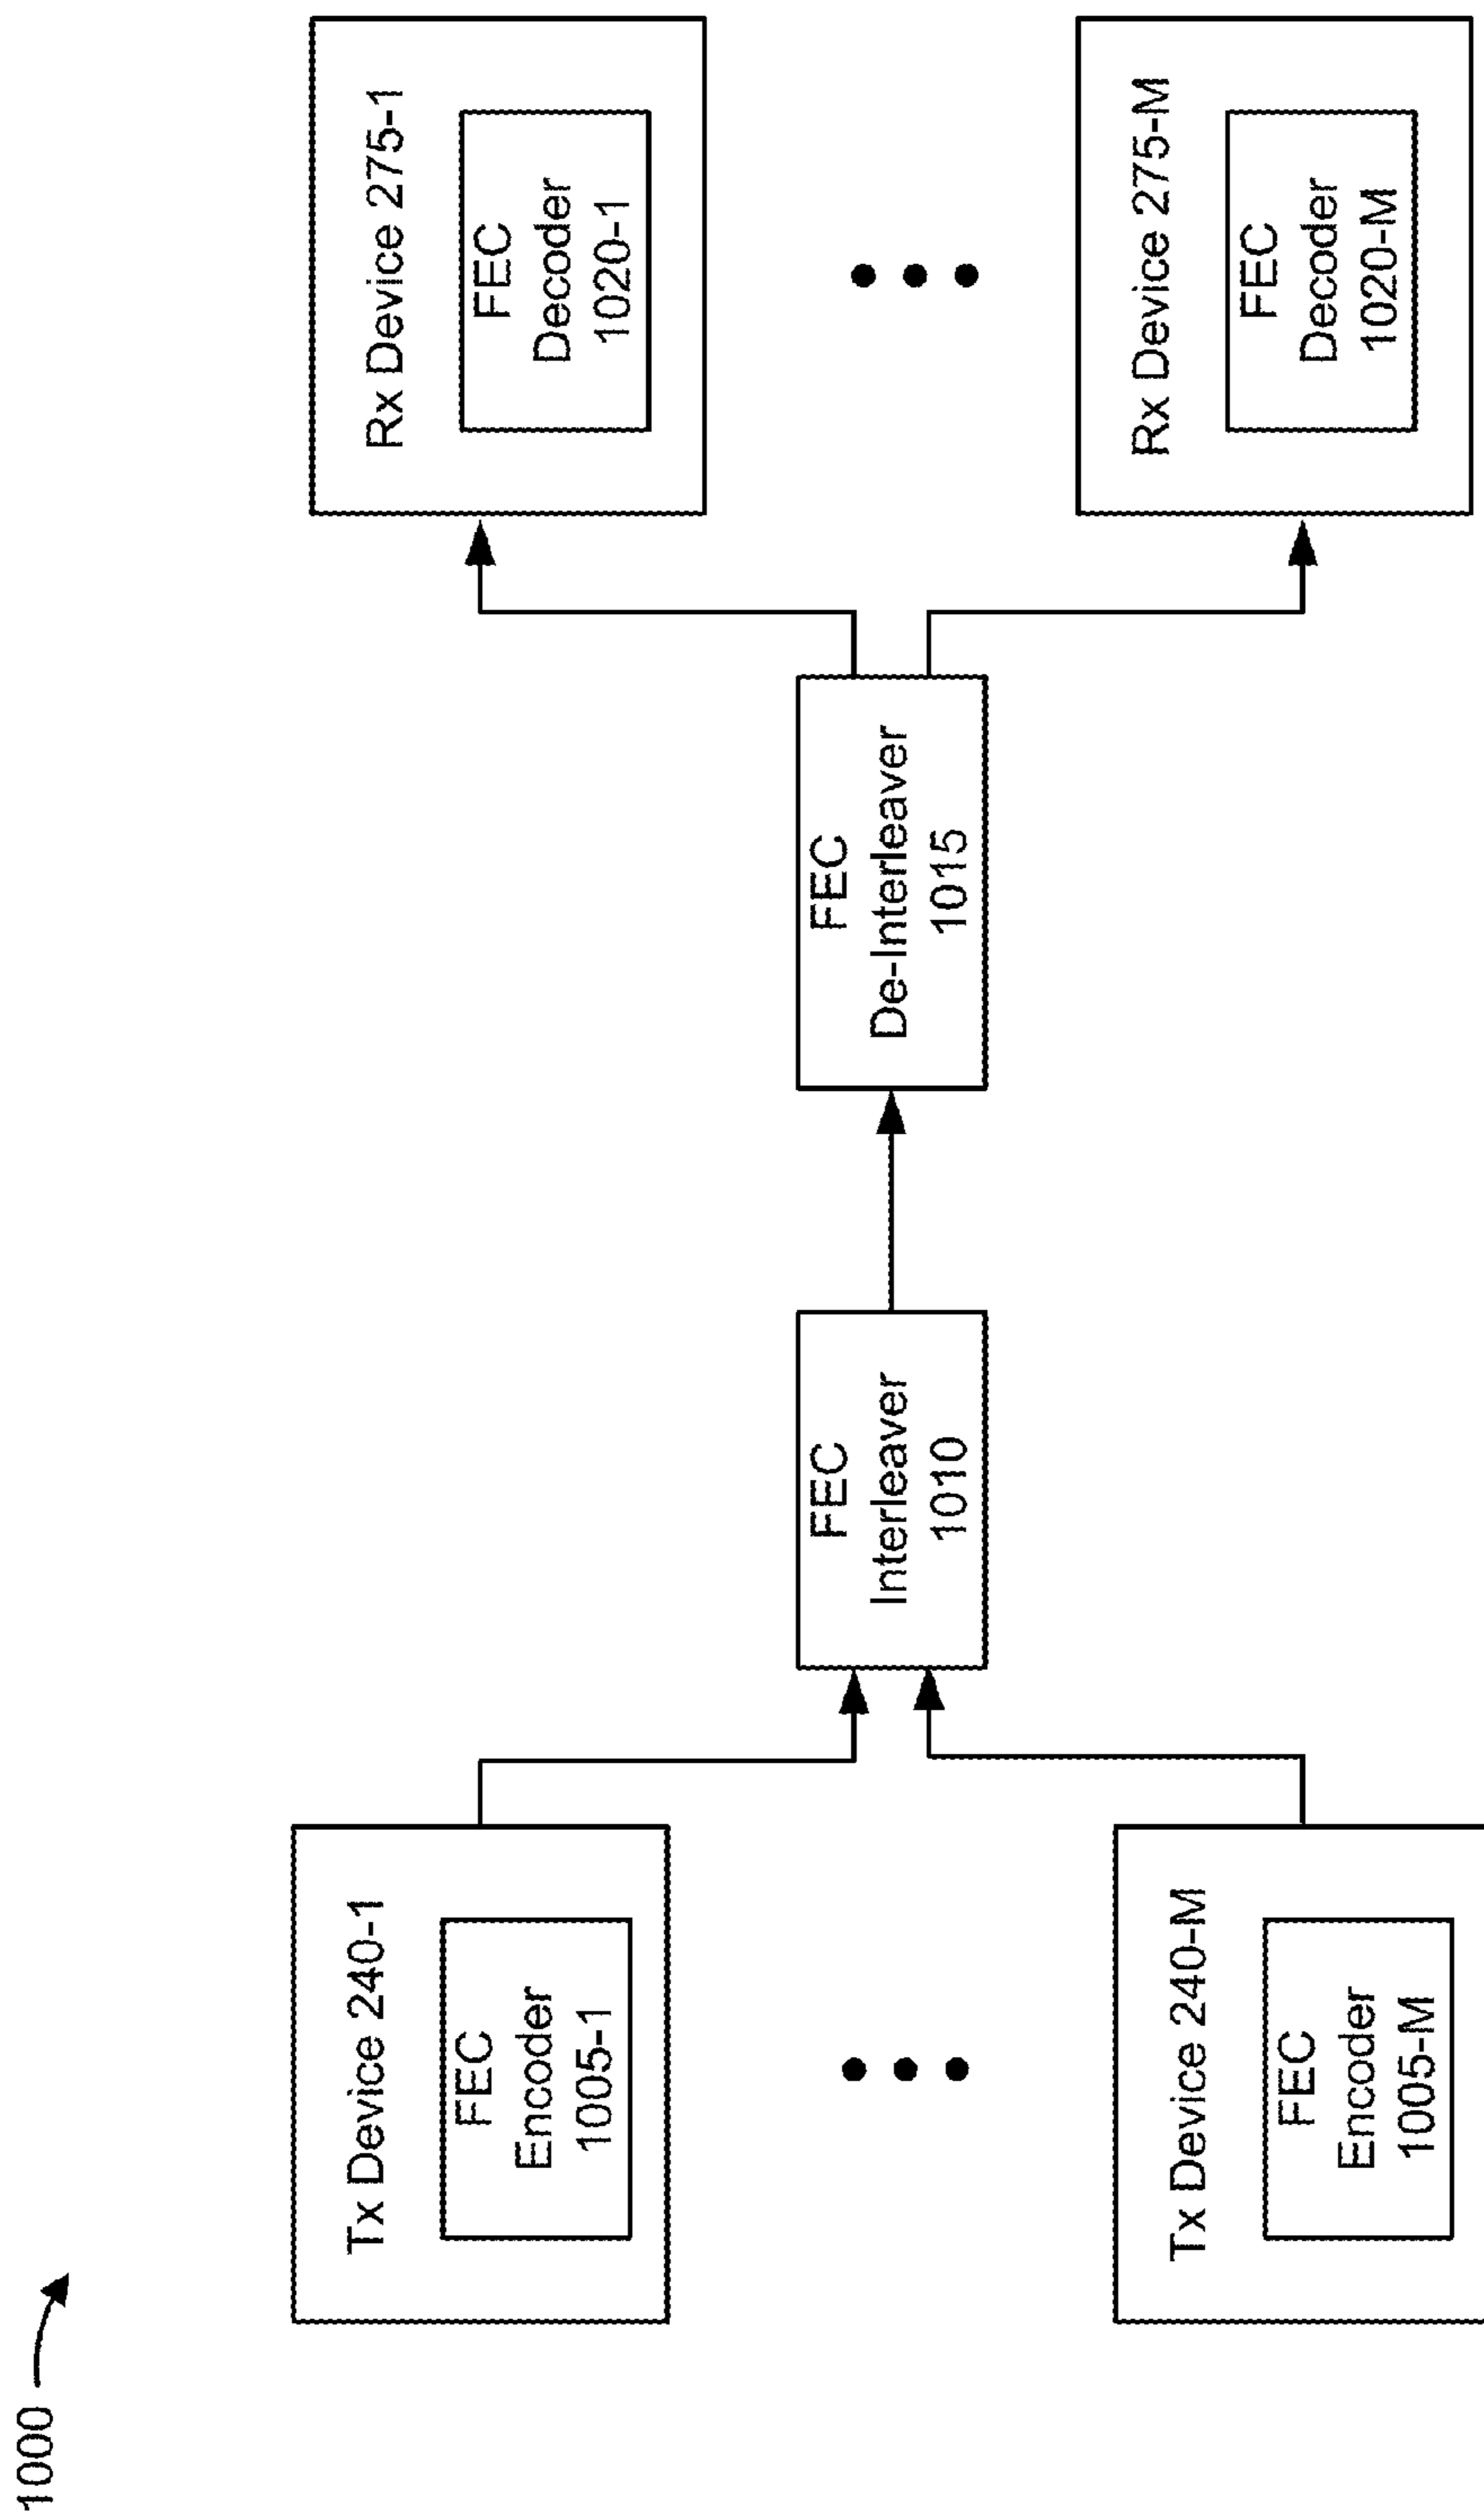 1000
Tx Device 240-1
FEC
Encoder
1005-1
Tx Device 240-M
FEC
Encoder
1005-M
FEC
Interleaver
1010
FEC
De-Interleaver
1015
Rx Device 275-1
FEC
Decoder
1020-1
Rx Device 275-M
FEC
Decoder
1020-M